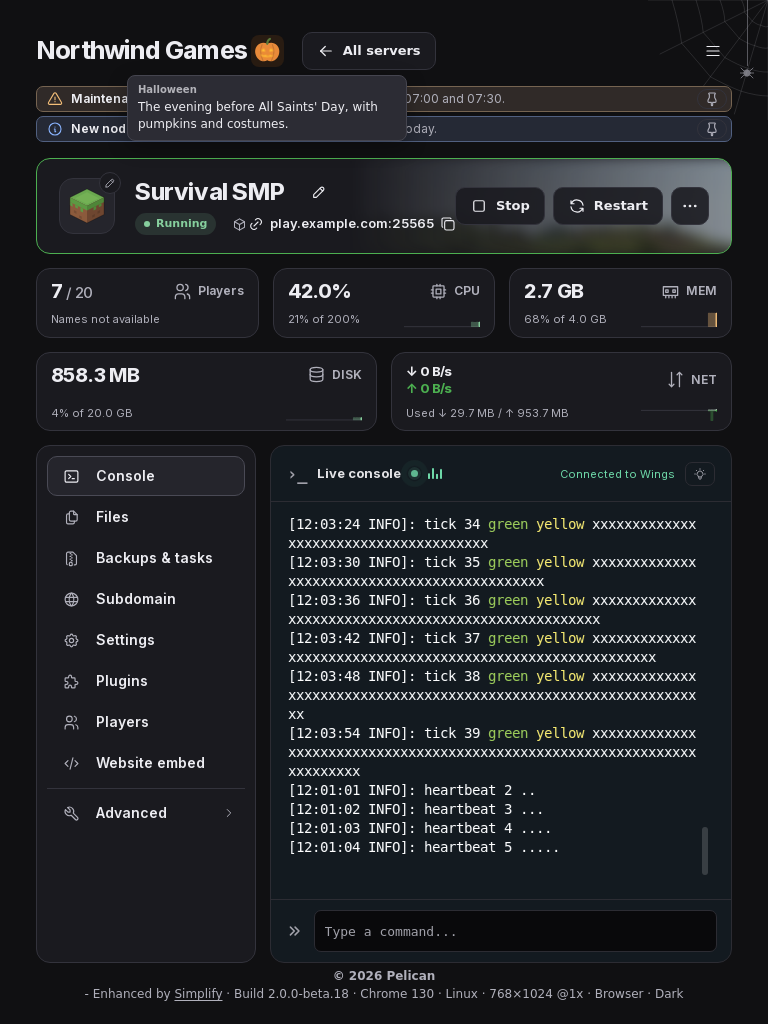 Northwind Games
All servers
Halloween
The evening before All Saints' Day, with
pumpkins and costumes.
07:00 and 07:30.
Survival SMP
Running
play.example.com:25565
Stop
Restart
7 / 20
Players
Names not available
42.0%
CPU
21% of 200%
2.7 GB
MEM
68% of 4.0 GB
858.3 MB
DISK
4% of 20.0 GB
↓ 0 B/s
↑ 0 B/s
NET
Used ↓ 29.7 MB / ↑ 953.7 MB
Console
Files
Backups & tasks
Subdomain
Settings
Plugins
Players
Website embed
Advanced
Live console
Connected to Wings
[12:03:24 INFO]: tick 34 green yellow xxxxxxxxxxxxx
xxxxxxxxxxxxxxxxxxxxxxxxx
[12:03:30 INFO]: tick 35 green yellow xxxxxxxxxxxxx
xxxxxxxxxxxxxxxxxxxxxxxxxxxxxxxx
[12:03:36 INFO]: tick 36 green yellow xxxxxxxxxxxxx
xxxxxxxxxxxxxxxxxxxxxxxxxxxxxxxxxxxxxxx
[12:03:42 INFO]: tick 37 green yellow xxxxxxxxxxxxx
xxxxxxxxxxxxxxxxxxxxxxxxxxxxxxxxxxxxxxxxxxxxxx
[12:03:48 INFO]: tick 38 green yellow xxxxxxxxxxxxx
xxxxxxxxxxxxxxxxxxxxxxxxxxxxxxxxxxxxxxxxxxxxxxxxxxx
xx
[12:03:54 INFO]: tick 39 green yellow xxxxxxxxxxxxx
xxxxxxxxxxxxxxxxxxxxxxxxxxxxxxxxxxxxxxxxxxxxxxxxxxx
xxxxxxxxx
[12:01:01 INFO]: heartbeat 2 ..
[12:01:02 INFO]: heartbeat 3 ...
[12:01:03 INFO]: heartbeat 4 ....
[12:01:04 INFO]: heartbeat 5 .....
Type a command...
© 2026 Pelican
- Enhanced by Simplify · Build 2.0.0-beta.18 · Chrome 130 · Linux · 768×1024 @1x · Browser · Dark